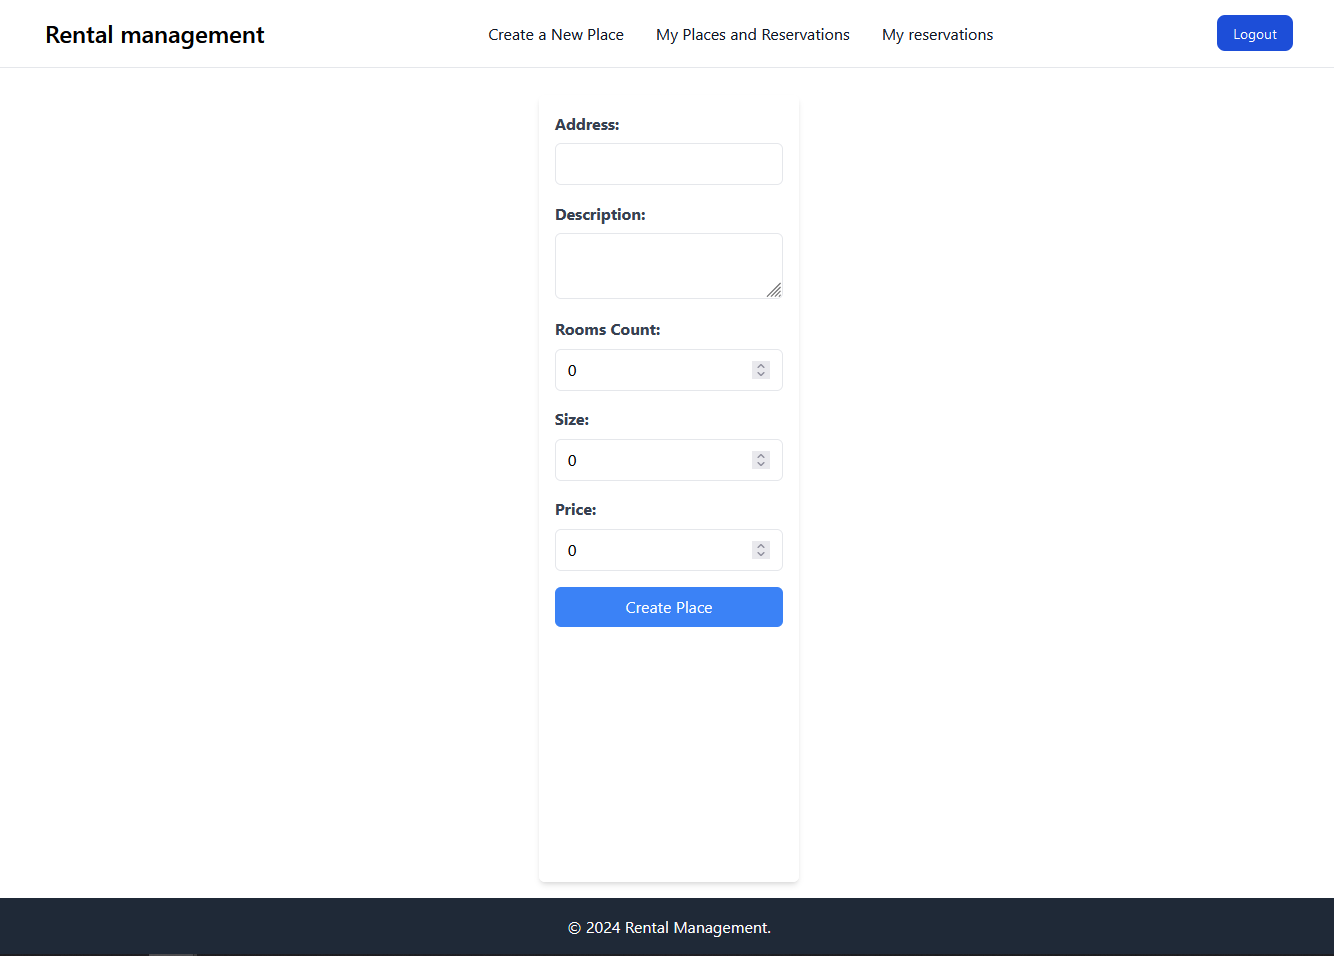 Rental management
Create a New Place
My Places and Reservations
My reservations
Logout
Address:
Description:
Rooms Count:
0
Size:
0
Price:
0
Create Place
© 2024 Rental Management.